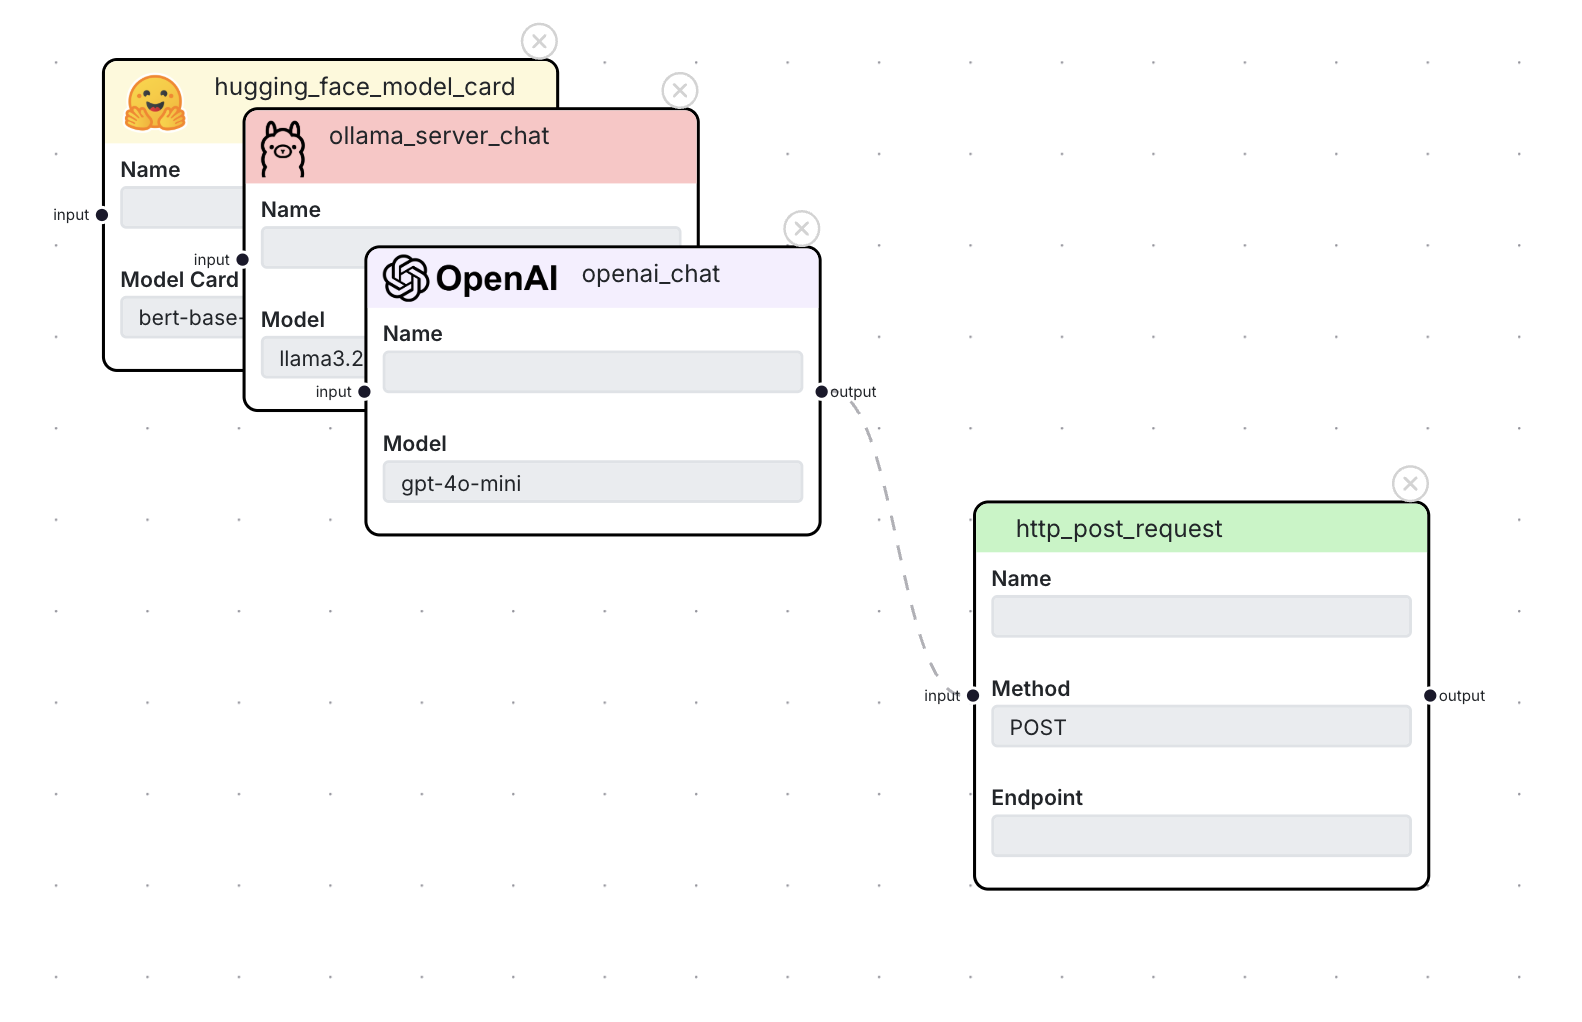 hugging_face_model_card
Name
input
Model Card
bert-base-
ollama_server_chat
Name
input
Model
llama3.2
OpenAI openai_chat
Name
input
output
Model
gpt-4o-mini
http_post_request
Name
Method
input
output
POST
Endpoint